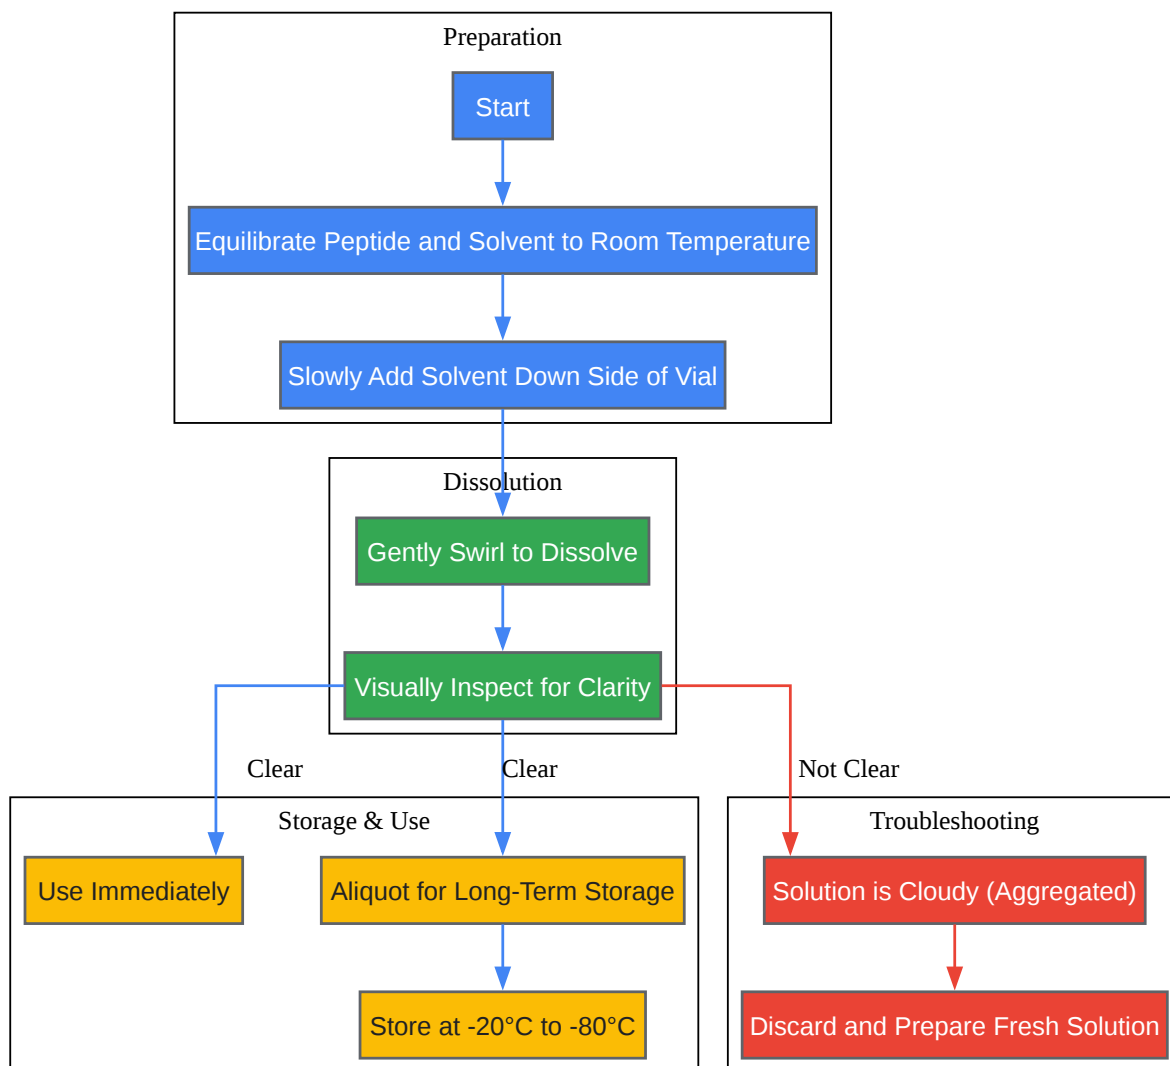 Preparation
Start
Equilibrate Peptide and Solvent to Room Temperature
Slowly Add Solvent Down Side of Vial
Dissolution
Gently Swirl to Dissolve
Visually Inspect for Clarity
Clear
Clear
Not Clear
Storage & Use
Troubleshooting
Use Immediately
Aliquot for Long-Term Storage
Solution is Cloudy (Aggregated)
Store at -20°C to -80°C
Discard and Prepare Fresh Solution